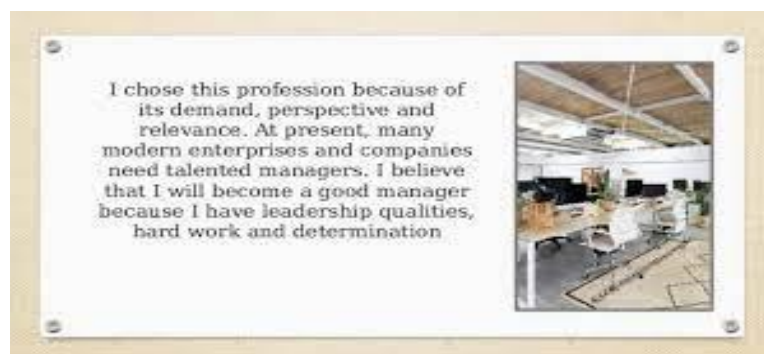 I chose this profession because of
its demand, perspective and
relevance. At present, many
modern enterprises and companies
need talented managers. I believe
that I will become a good manager
because I have leadership qualities,
hard work and determination